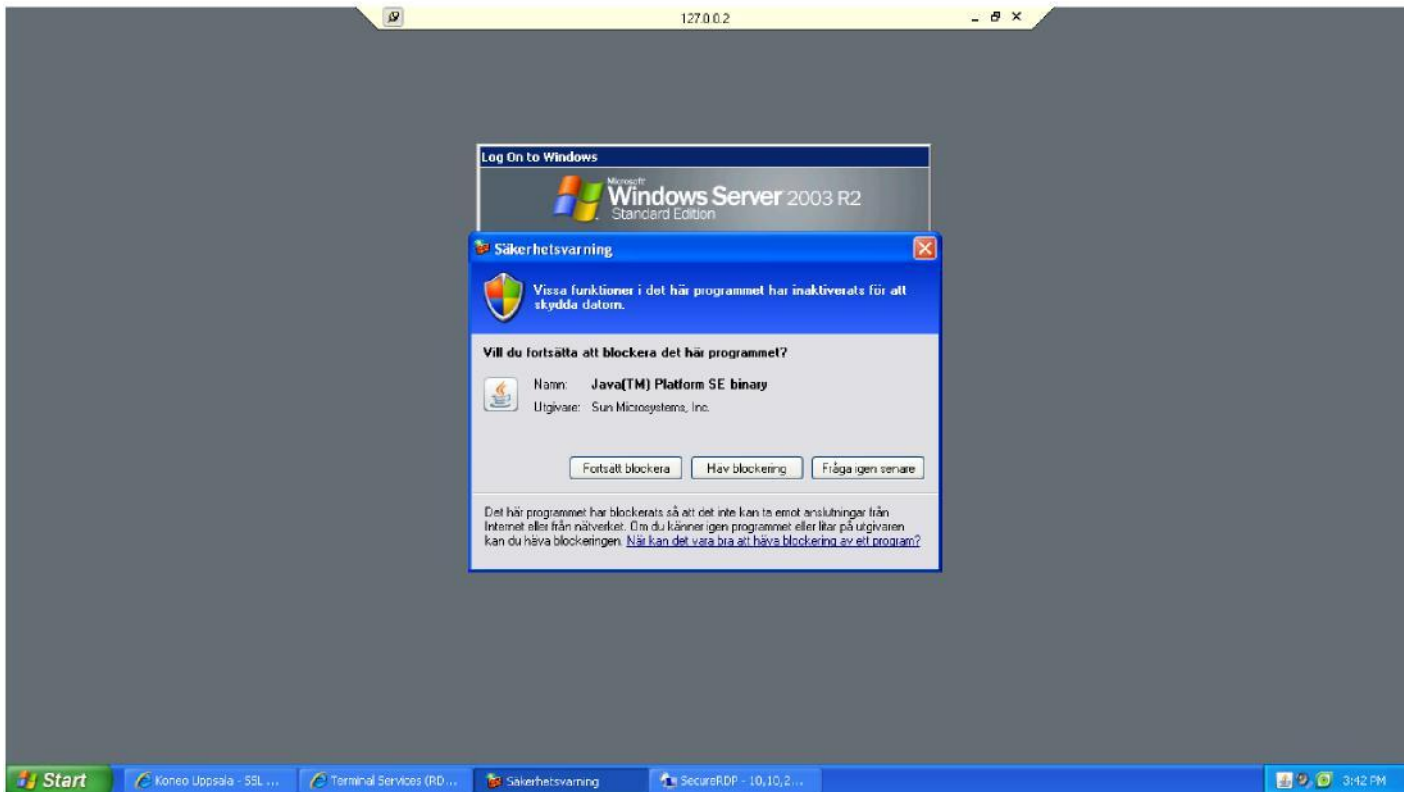 127.0.0.2
Log On to Windows
Microsoft
Windows Server 2003 R2
Standard Edition
Säkerhetsvarning
Vissa funktioner i det här programmet har inaktiverats för att
skydda datorn.
Vill du fortsätta att blockera det här programmet?
Namn: Java(TM) Platform SE binary
Utgivare: Sun Microsystems, Inc.
Fortsätt blockera Häv blockering Fråga igen senare
Det här programmet har blockerats så att det inte kan ta emot anslutningar från
Internet eller från nätverket. Om du känner igen programmet eller litar på utgivaren
kan du häva blockeringen. När kan det vara bra att häva blockering av ett program?
Start Koneo Uppsala - SSL ... Terminal Services (RD... Säkerhetsvarning SecureRDP - 10,10,2... 3:42 PM